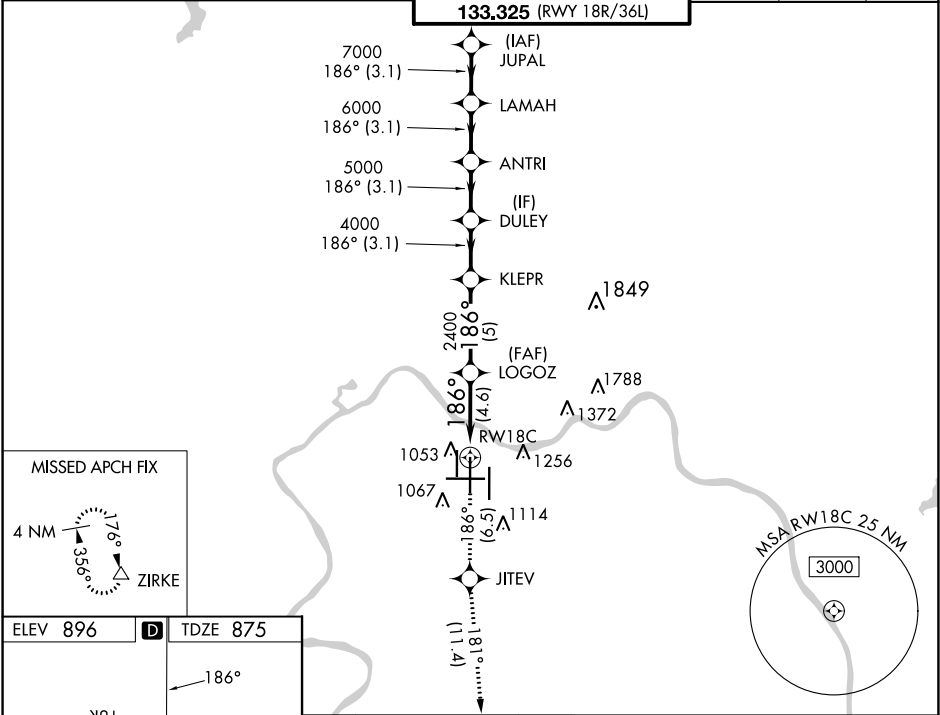 133.325 (RWY 18R/36L)
(IAF)
JUPAL
7000
186° (3.1)
LAMAH
6000
186° (3.1)
ANTRI
5000
186° (3.1)
(IF)
DULEY
4000
186° (3.1)
KLEPR
1849
2400
186°
(5)
(FAF)
LOGOZ
1788
186°
(4.6)
1372
RW18C
1053
1256
MISSED APCH FIX
1067
1114
186°
(6.5)
4 NM
176°
356°
ZIRKE
JITEV
MSA RW18C 25 NM
3000
ELEV 896
D
TDZE 875
181°
(11.4)
186°